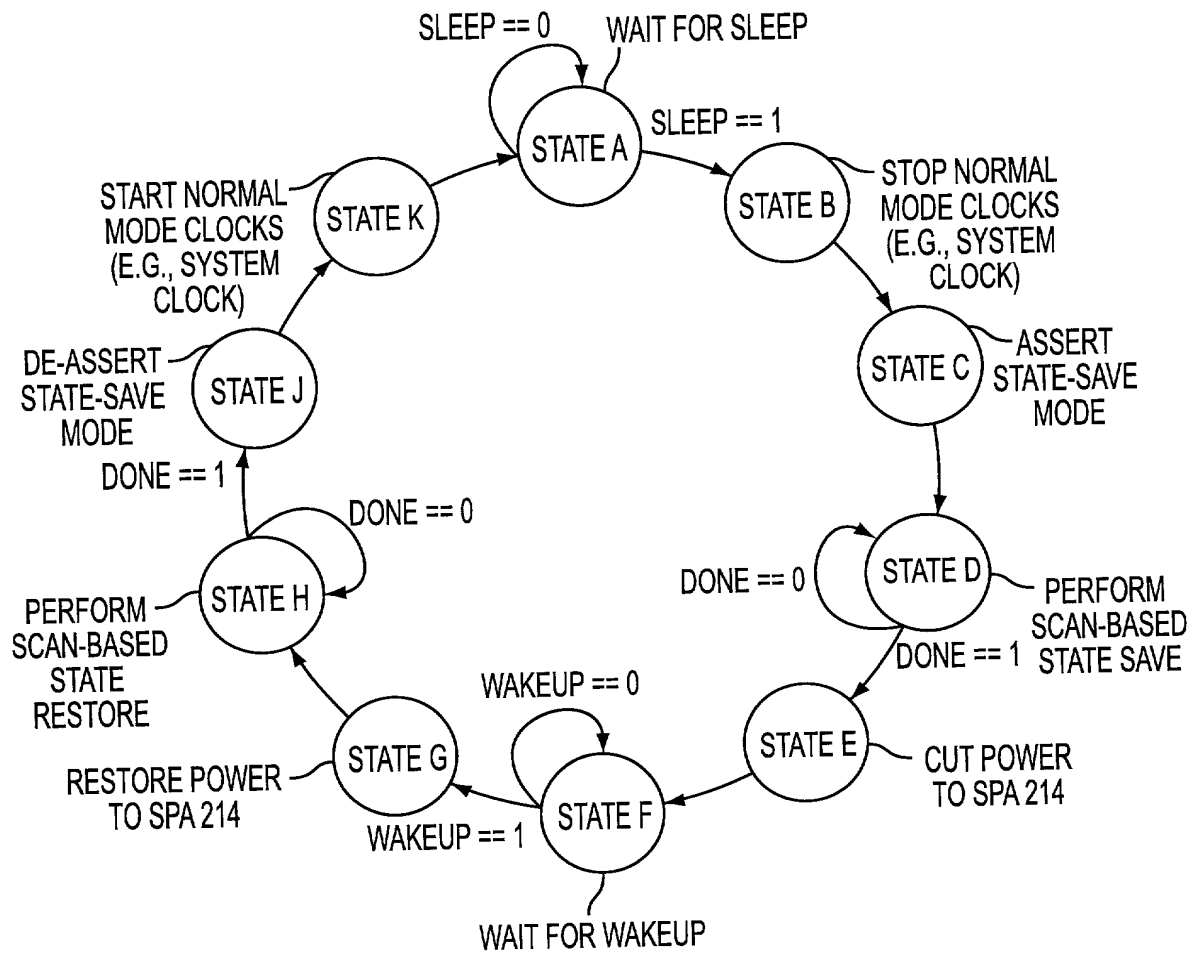 SLEEP == 0
WAIT FOR SLEEP
STATE A
SLEEP == 1
STATE B
STOP NORMAL
MODE CLOCKS
(E.G., SYSTEM
CLOCK)
STATE C
ASSERT
STATE-SAVE
MODE
STATE D
DONE == 0
PERFORM
SCAN-BASED
STATE SAVE
DONE == 1
STATE E
CUT POWER
TO SPA 214
WAKEUP == 0
STATE F
WAIT FOR WAKEUP
WAKEUP == 1
STATE G
RESTORE POWER
TO SPA 214
STATE H
DONE == 0
PERFORM
SCAN-BASED
STATE
RESTORE
DONE == 1
STATE J
DE-ASSERT
STATE-SAVE
MODE
STATE K
START NORMAL
MODE CLOCKS
(E.G., SYSTEM
CLOCK)